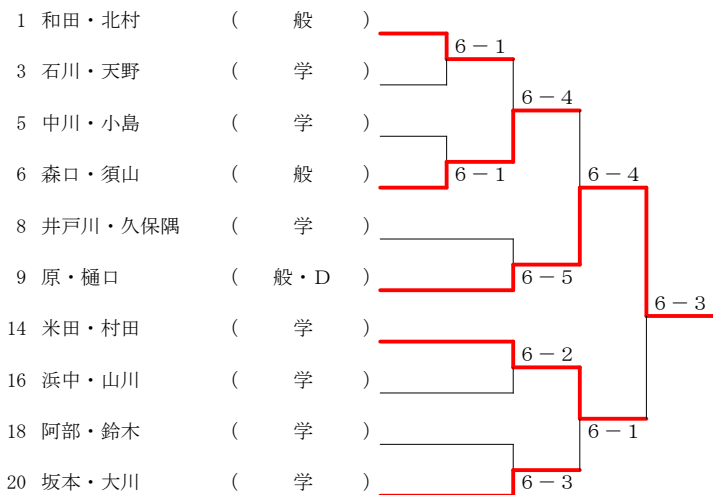 1 和田・北村 ( 般 )
6－1
3 石川・天野 ( 学 )
6－4
5 中川・小島 ( 学 )
6－4
6 森口・須山 ( 般 )
6－1
8 井戸川・久保隅 ( 学 )
9 原・樋口 ( 般・D )
6－5
6－3
14 米田・村田 ( 学 )
6－2
16 浜中・山川 ( 学 )
18 阿部・鈴木 ( 学 )
6－1
20 坂本・大川 ( 学 )
6－3